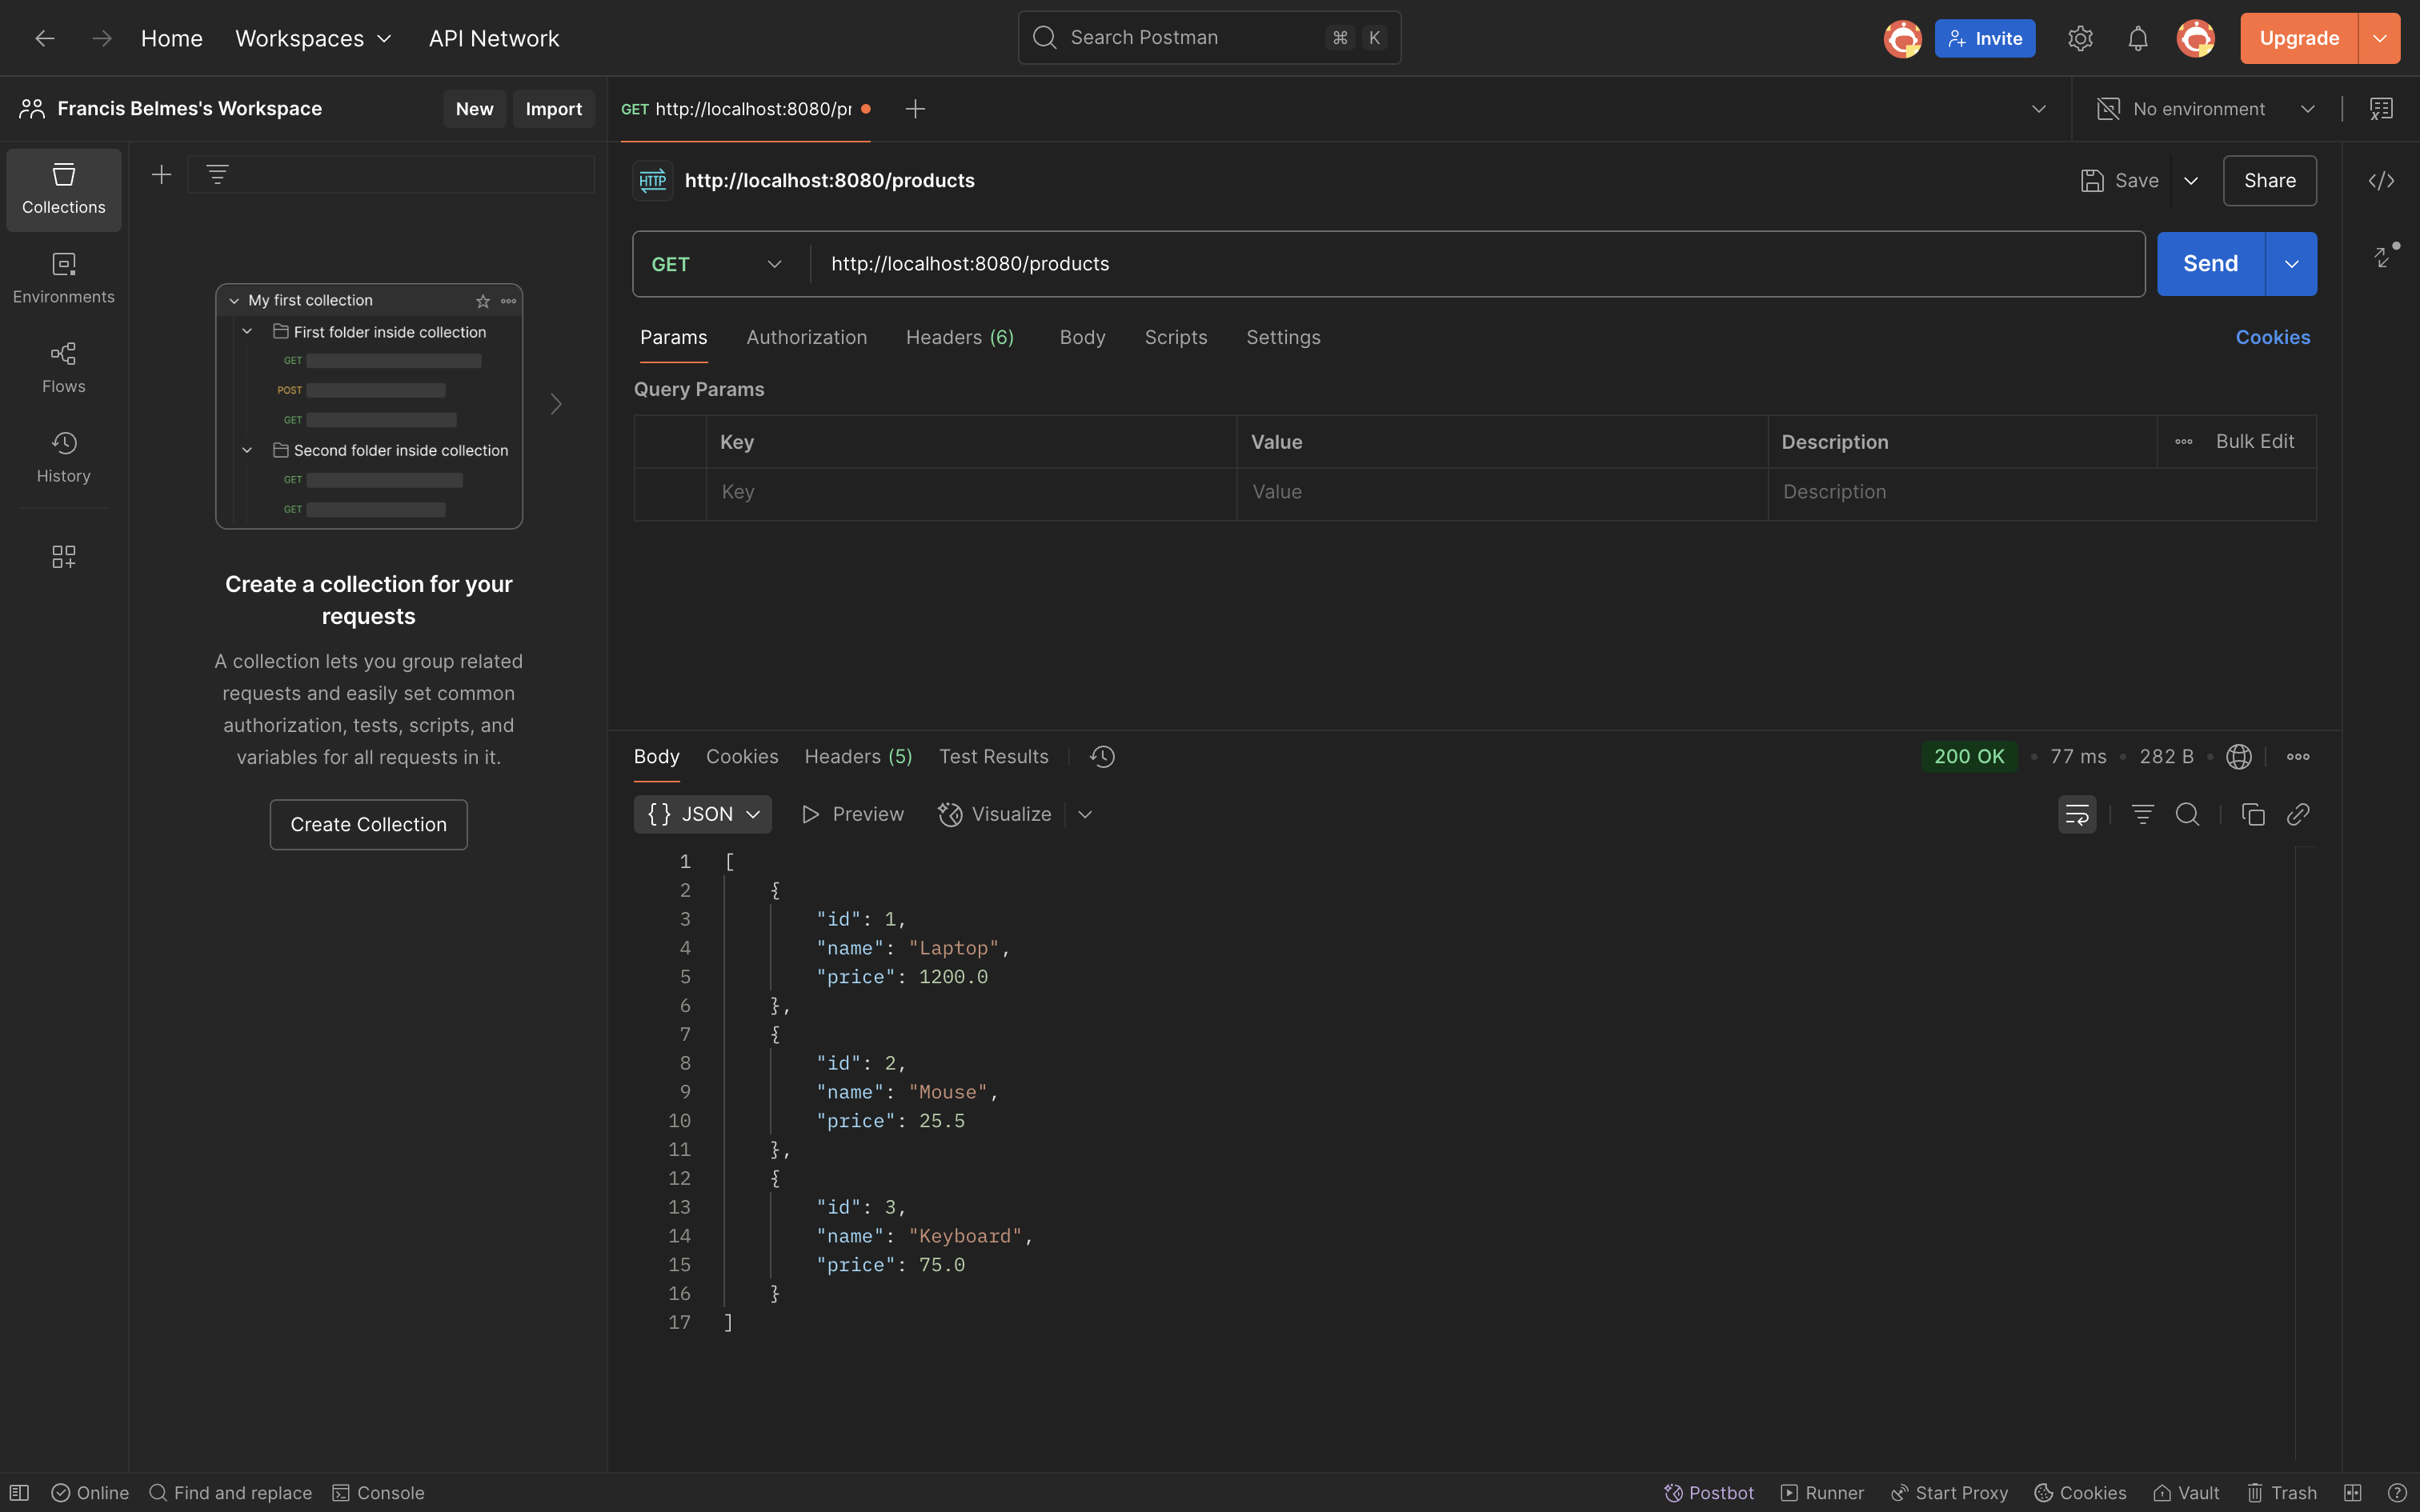 Home Workspaces API Network
Search Postman ⌘ K
Invite
Upgrade
Francis Belmes's Workspace
New Import
GET http://localhost:8080/pr
No environment
Collections
Environments
Flows
History
My first collection
First folder inside collection
GET
POST
GET
Second folder inside collection
GET
GET
Create a collection for your
requests
A collection lets you group related
requests and easily set common
authorization, tests, scripts, and
variables for all requests in it.
Create Collection
HTTP http://localhost:8080/products
Save
Share
GET http://localhost:8080/products
Send
Params Authorization Headers (6) Body Scripts Settings
Cookies
Query Params
Key Value Description Bulk Edit
Key Value Description
Body Cookies Headers (5) Test Results
200 OK • 77 ms • 282 B •
{} JSON Preview Visualize
1 [
2 {
3 "id": 1,
4 "name": "Laptop",
5 "price": 1200.0
6 },
7 {
8 "id": 2,
9 "name": "Mouse",
10 "price": 25.5
11 },
12 {
13 "id": 3,
14 "name": "Keyboard",
15 "price": 75.0
16 }
17 ]
Online Find and replace Console
Postbot Runner Start Proxy Cookies Vault Trash